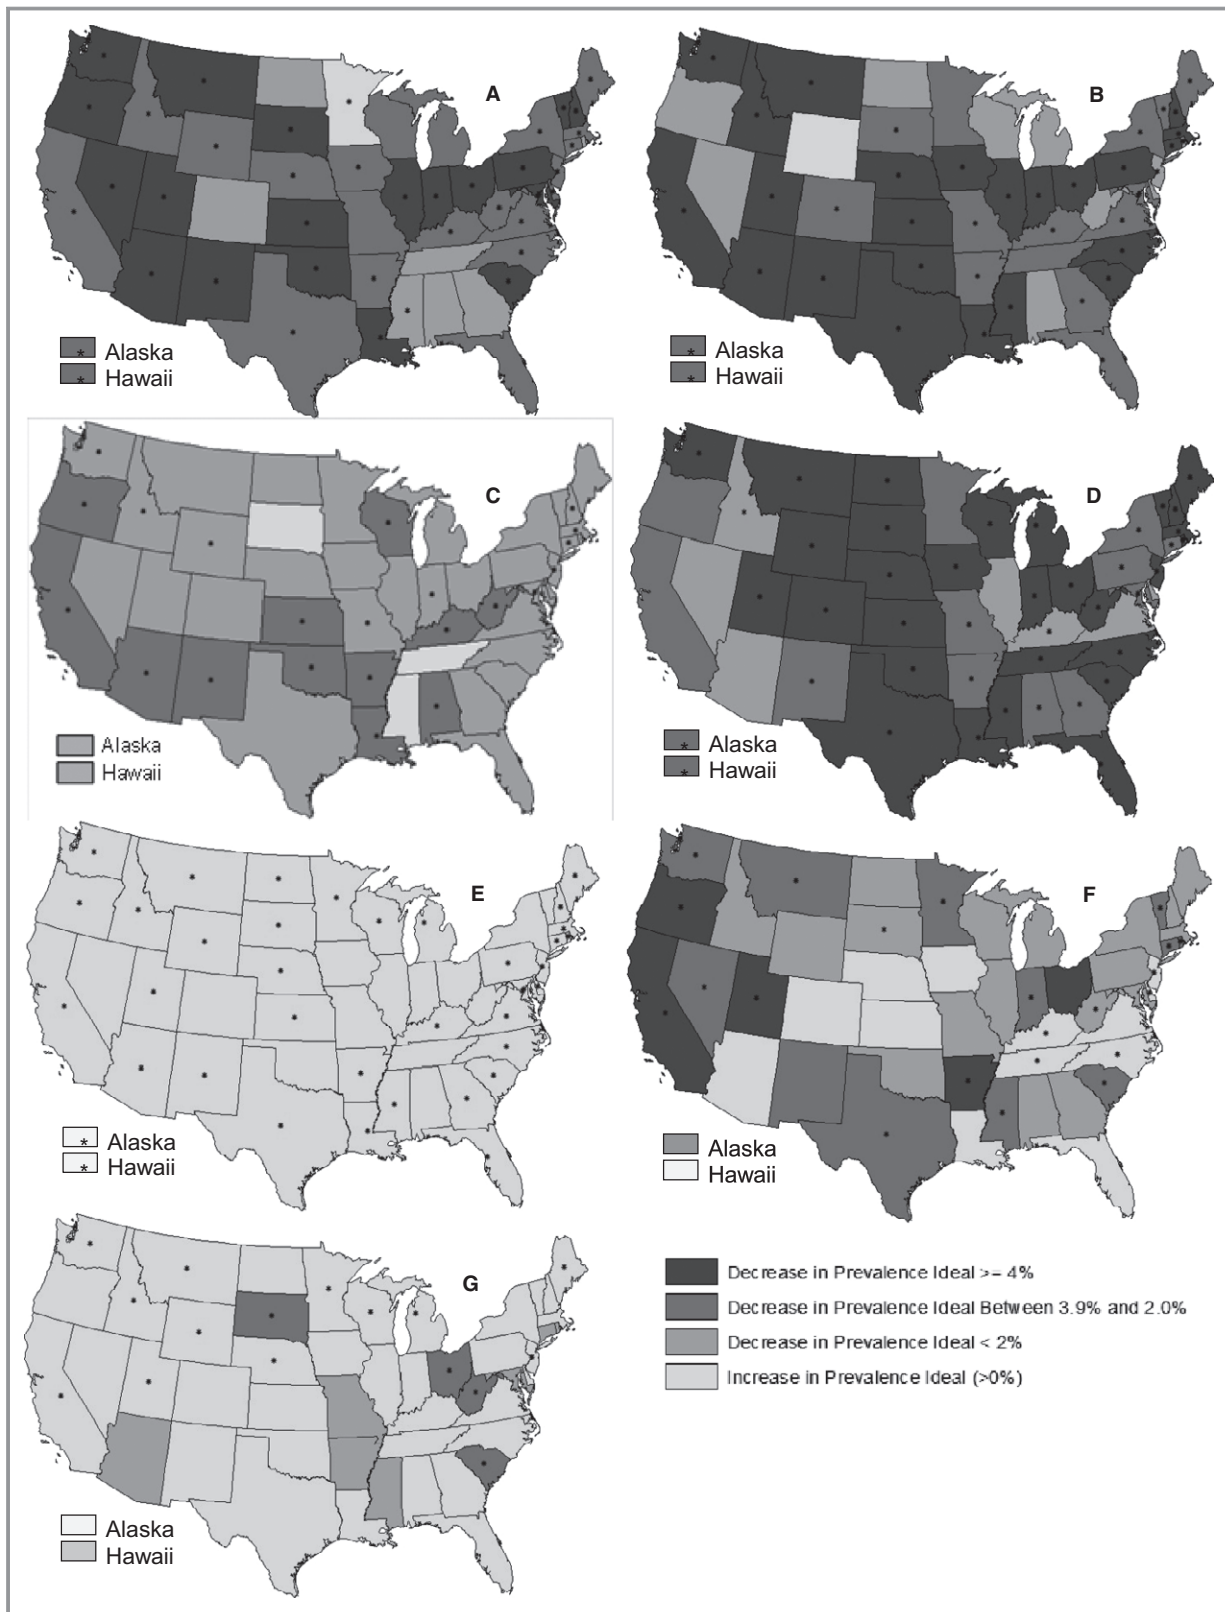 A
* Alaska
* Hawaii
B
* Alaska
* Hawaii
C
Alaska
Hawaii
D
* Alaska
* Hawaii
E
* Alaska
* Hawaii
F
Alaska
Hawaii
G
Alaska
Hawaii
Decrease in Prevalence Ideal >= 4%
Decrease in Prevalence Ideal Between 3.9% and 2.0%
Decrease in Prevalence Ideal < 2%
Increase in Prevalence Ideal (>0%)